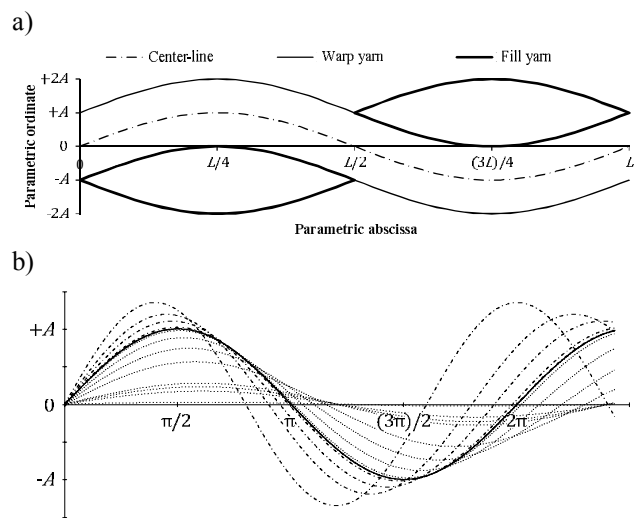 a)
Center-line Warp yarn Fill yarn
Parametric ordinate
+2A
+A
0
-A
-2A
0 L/4 L/2 (3L)/4 L
Parametric abscissa
b)
+A
0
-A
π/2 π (3π)/2 2π